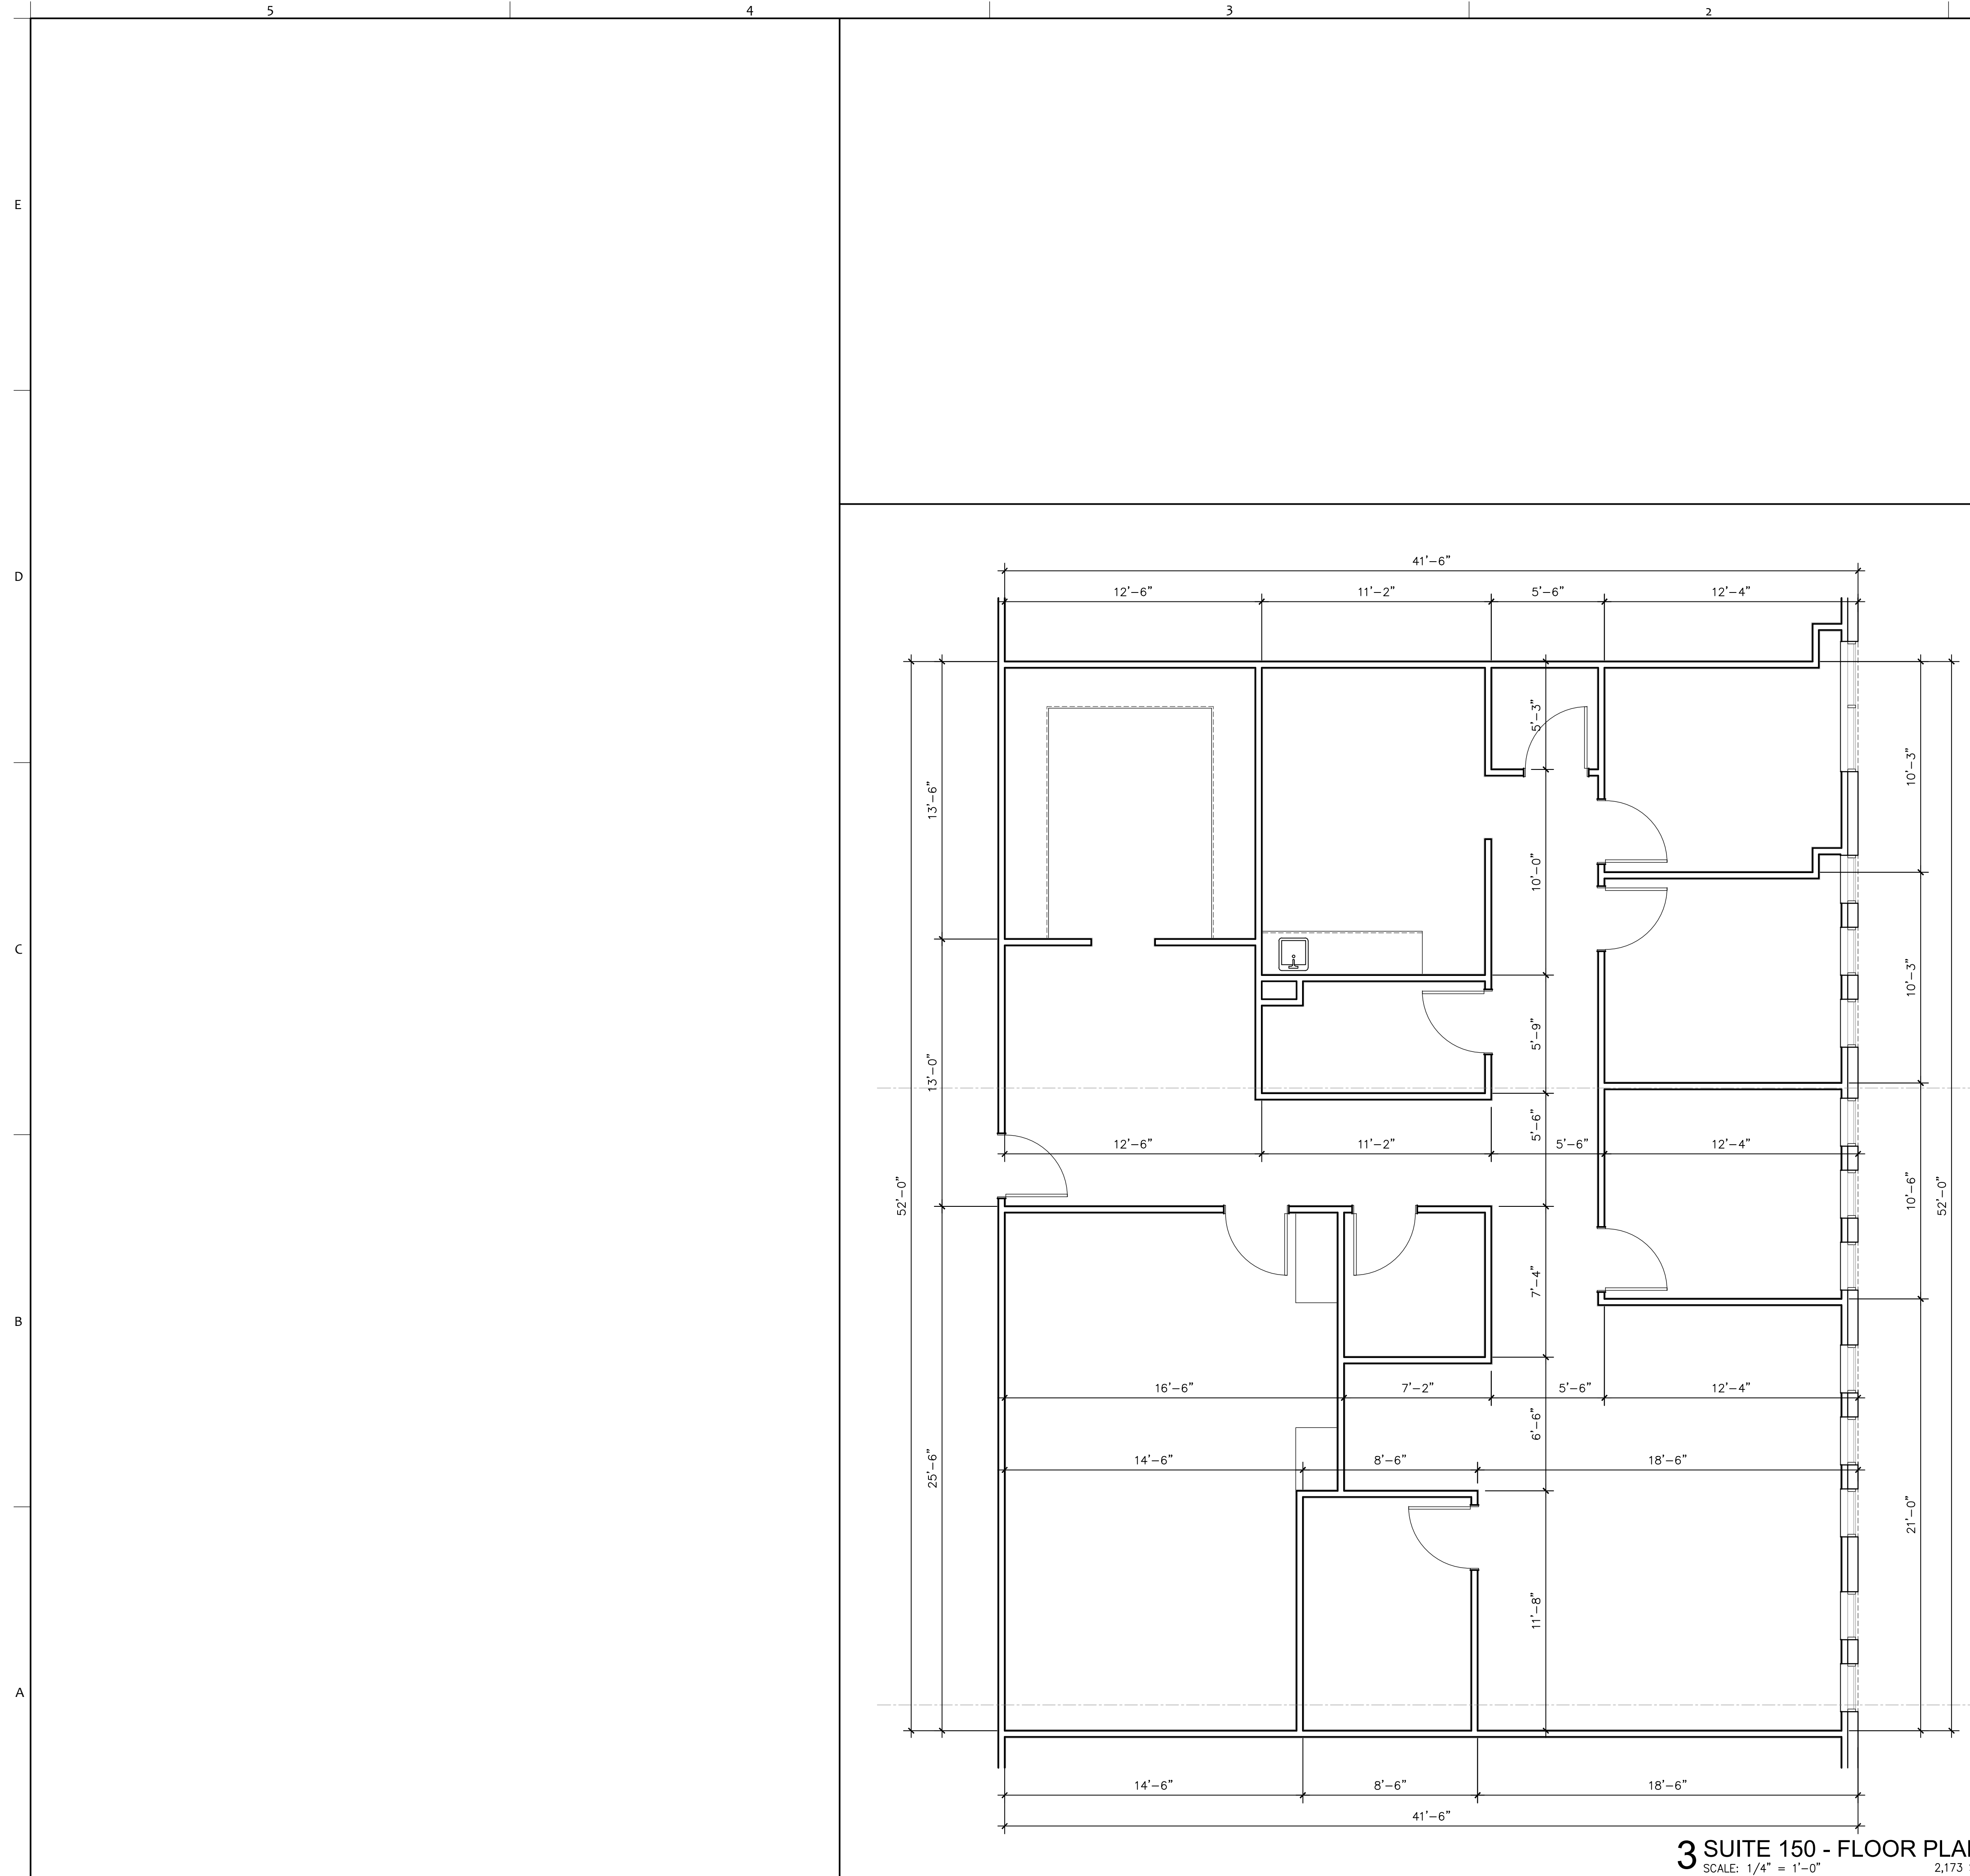 5 4 3 2
E
D
C
B
A
41'-6"
12'-6" 11'-2" 5'-6" 12'-4"
5'-3"
10'-3"
13'-6"
10'-0"
10'-3"
5'-9"
13'-0"
5'-6"
12'-6" 11'-2" 5'-6" 12'-4"
52'-0" 10'-6" 52'-0"
7'-4"
16'-6" 7'-2" 5'-6" 12'-4"
6'-6"
14'-6" 8'-6" 18'-6"
25'-6"
21'-0"
11'-8"
14'-6" 8'-6" 18'-6"
41'-6"
3 SUITE 150 - FLOOR PLA
SCALE: 1/4" = 1'-0" 2,173